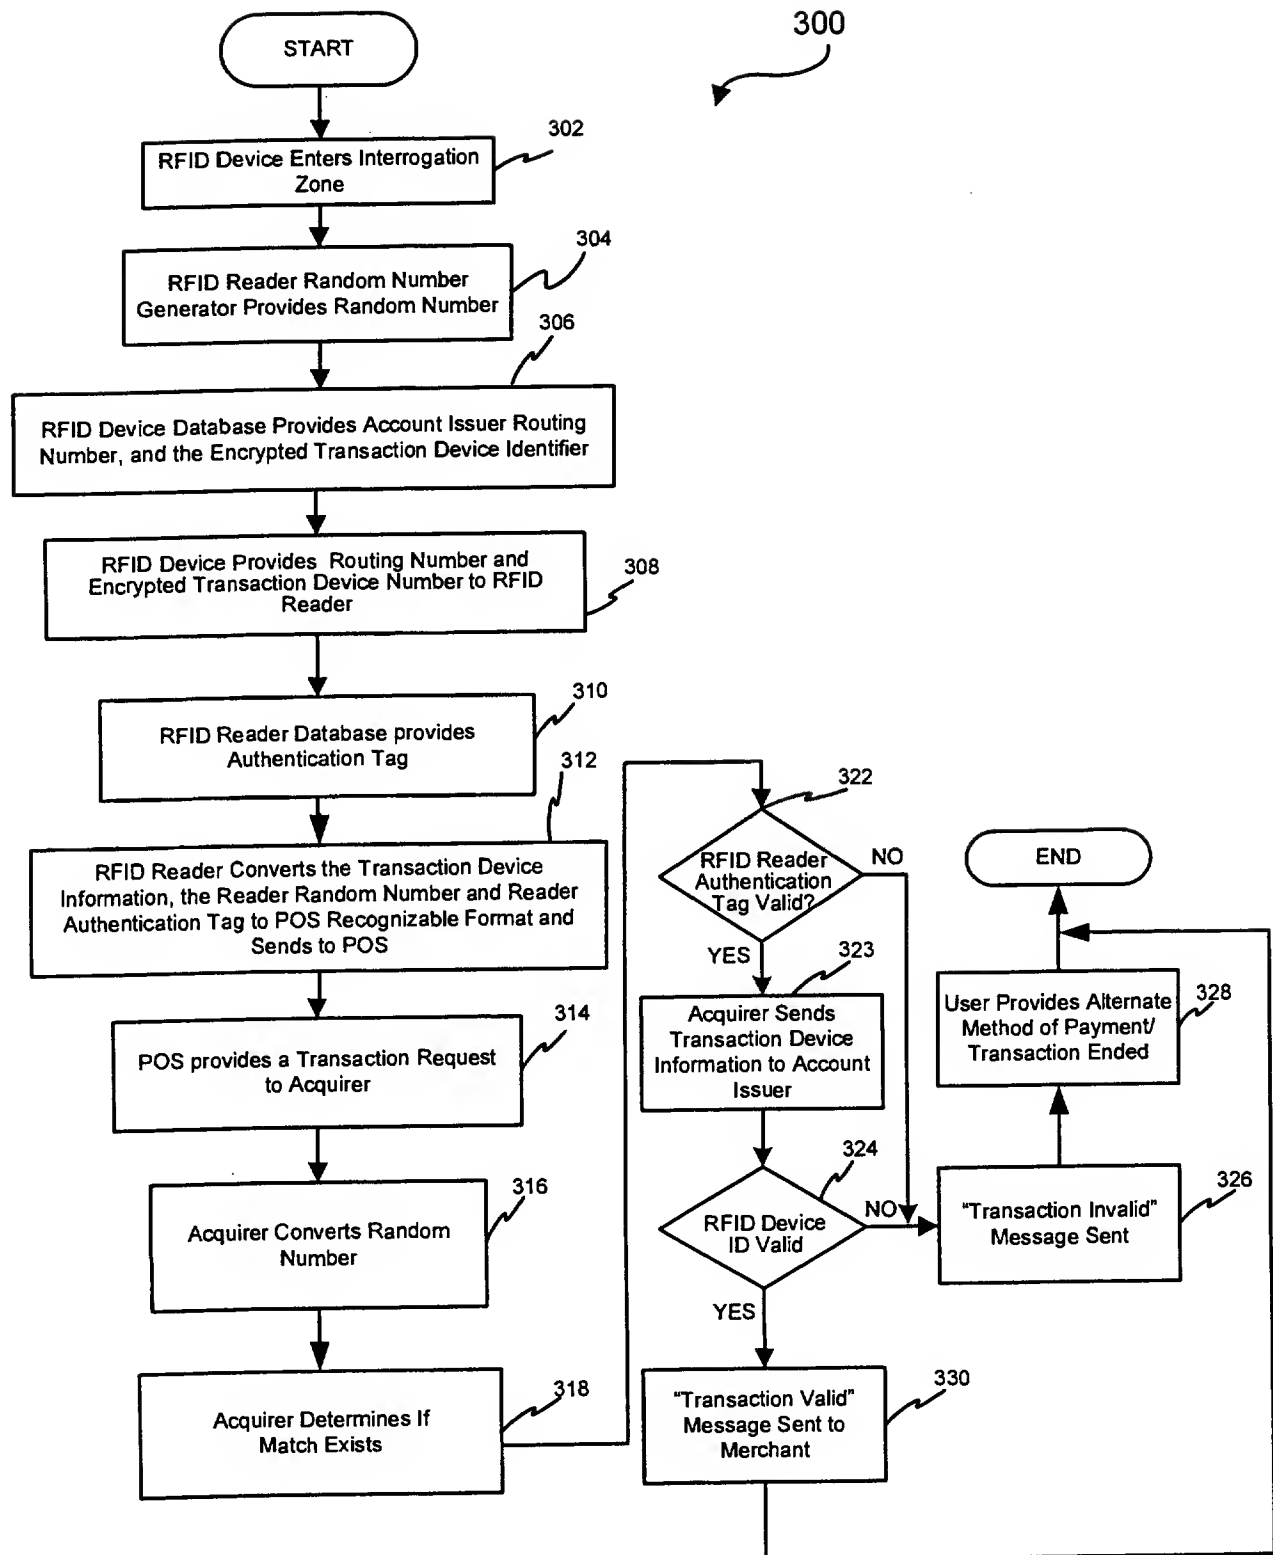 300
START
302
RFID Device Enters Interrogation
Zone
304
RFID Reader Random Number
Generator Provides Random Number
306
RFID Device Database Provides Account Issuer Routing
Number, and the Encrypted Transaction Device Identifier
RFID Device Provides Routing Number and
Encrypted Transaction Device Number to RFID
Reader
308
310
RFID Reader Database provides
Authentication Tag
312
RFID Reader Converts the Transaction Device
Information, the Reader Random Number and Reader
Authentication Tag to POS Recognizable Format and
Sends to POS
314
POS provides a Transaction Request
to Acquirer
316
Acquirer Converts Random
Number
318
Acquirer Determines If
Match Exists
322
RFID Reader
Authentication
Tag Valid?
NO
YES
323
Acquirer Sends
Transaction Device
Information to Account
Issuer
324
RFID Device
ID Valid
NO
YES
330
"Transaction Valid"
Message Sent to
Merchant
END
User Provides Alternate
Method of Payment/
Transaction Ended
328
"Transaction Invalid"
Message Sent
326